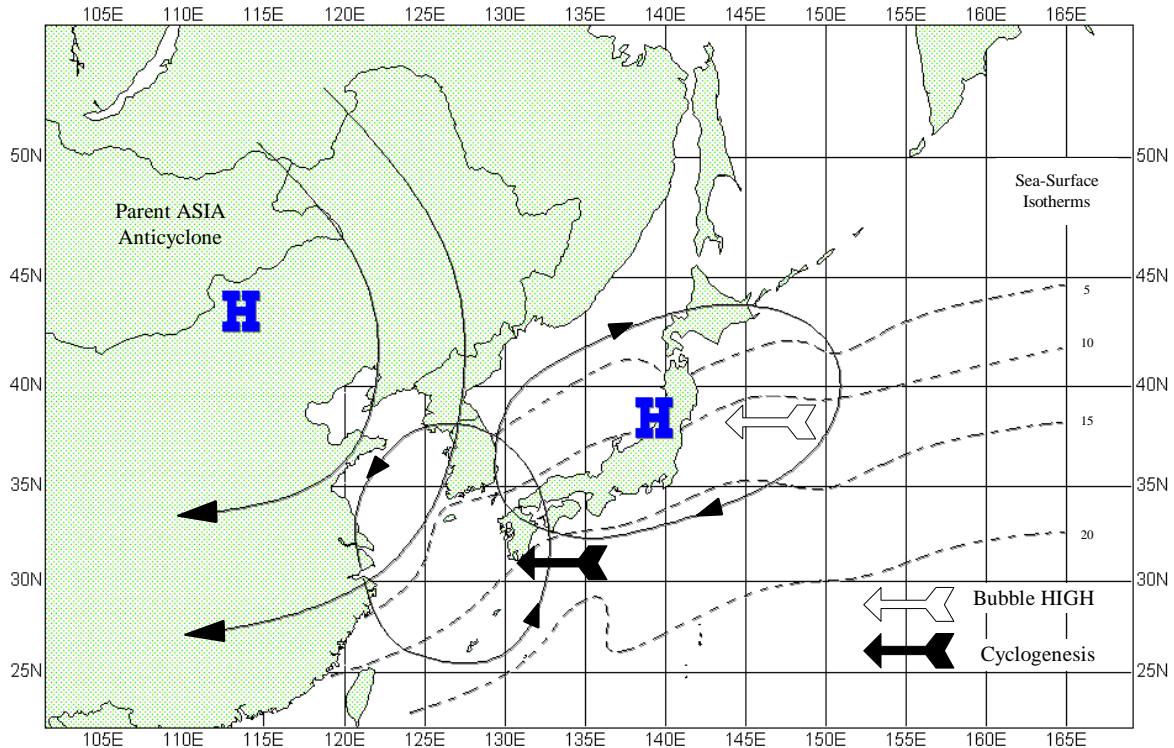 105E 110E 115E 120E 125E 130E 135E 140E 145E 150E 155E 160E 165E
50N 50N
Sea-Surface
Isotherms
Parent ASIA
Anticyclone
45N 45N
5
H
10
40N 40N
H
15
35N 35N
20
30N 30N
Bubble HIGH
Cyclogenesis
25N 25N
105E 110E 115E 120E 125E 130E 135E 140E 145E 150E 155E 160E 165E